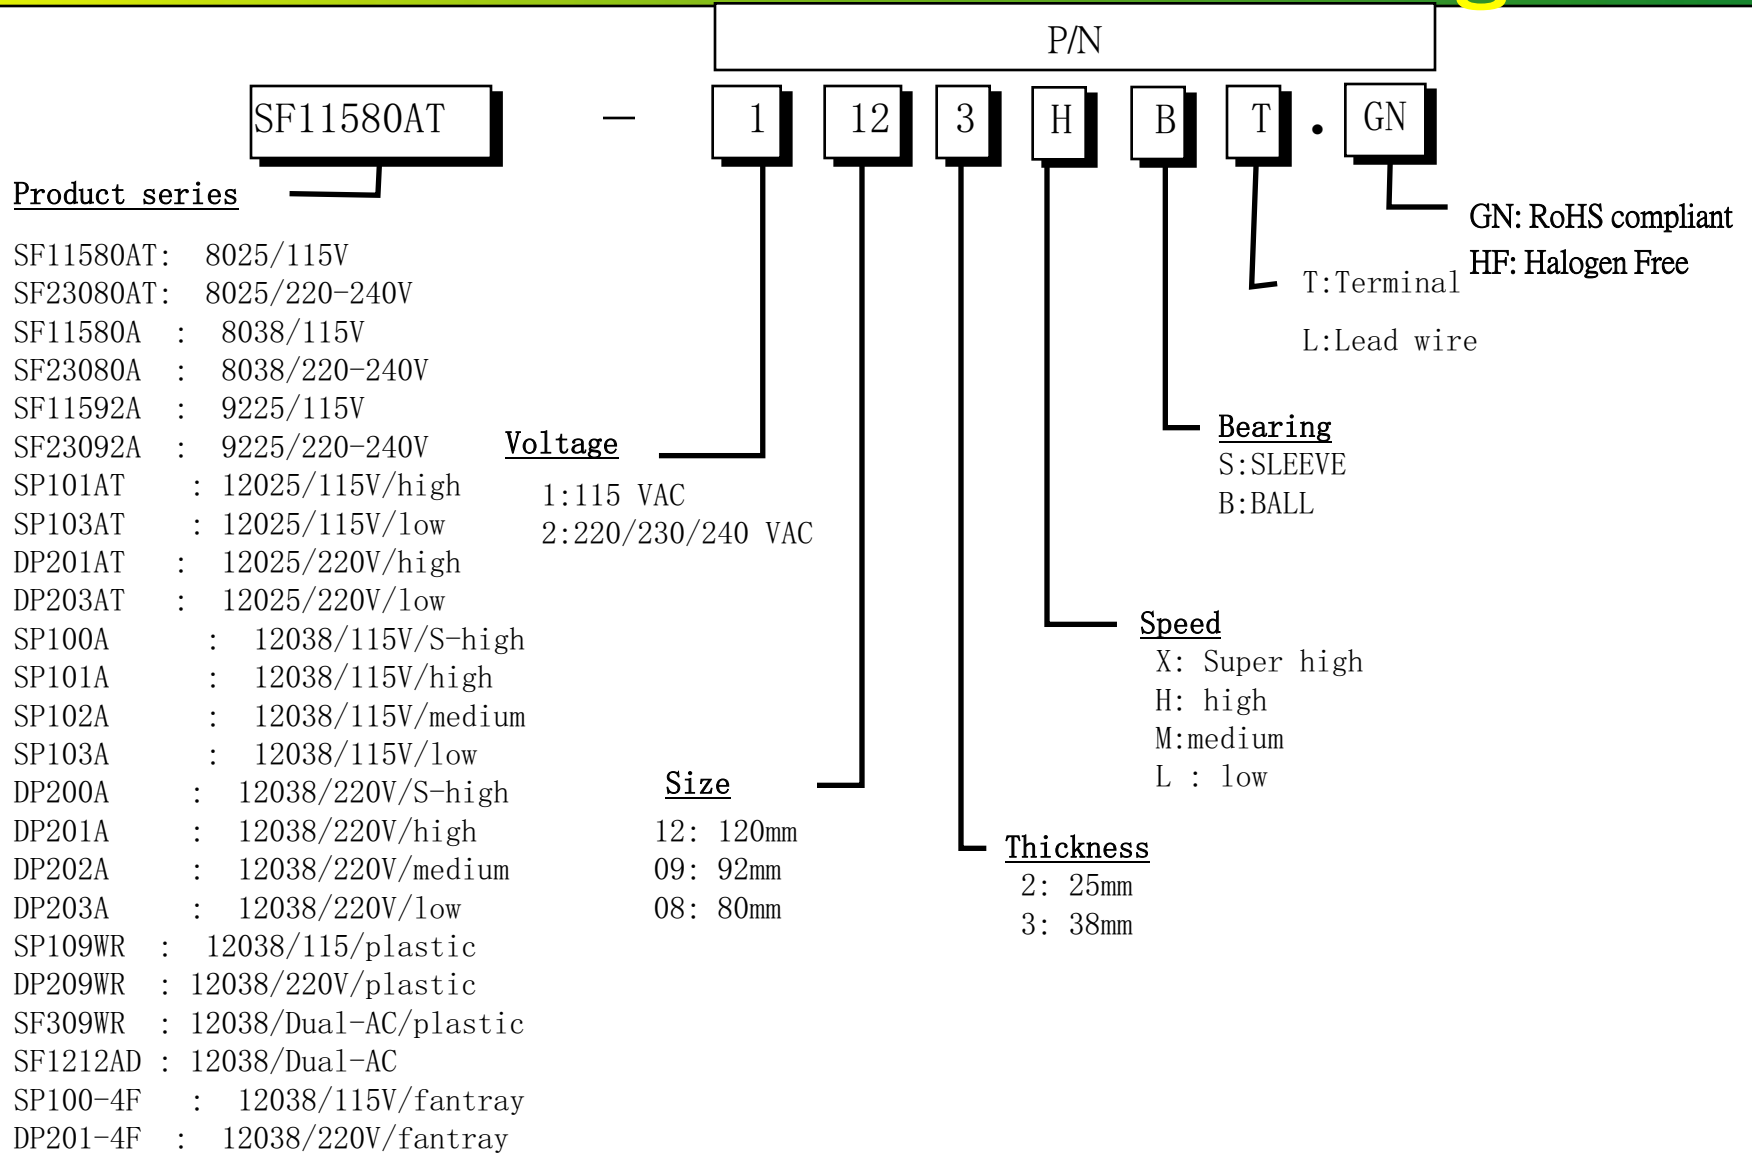 P/N
SF11580AT - 1 12 3 H B T . GN
Product series
SF11580AT: 8025/115V
SF23080AT: 8025/220-240V
SF11580A : 8038/115V
SF23080A : 8038/220-240V
SF11592A : 9225/115V
SF23092A : 9225/220-240V
SP101AT : 12025/115V/high
SP103AT : 12025/115V/low
DP201AT : 12025/220V/high
DP203AT : 12025/220V/low
SP100A : 12038/115V/S-high
SP101A : 12038/115V/high
SP102A : 12038/115V/medium
SP103A : 12038/115V/low
DP200A : 12038/220V/S-high
DP201A : 12038/220V/high
DP202A : 12038/220V/medium
DP203A : 12038/220V/low
SP109WR : 12038/115/plastic
DP209WR : 12038/220V/plastic
SF309WR : 12038/Dual-AC/plastic
SF1212AD : 12038/Dual-AC
SP100-4F : 12038/115V/fantray
DP201-4F : 12038/220V/fantray
Voltage
1:115 VAC
2:220/230/240 VAC
Size
12: 120mm
09: 92mm
08: 80mm
Thickness
2: 25mm
3: 38mm
Speed
X: Super high
H: high
M:medium
L : low
Bearing
S:SLEEVE
B:BALL
T:Terminal
L:Lead wire
GN: RoHS compliant
HF: Halogen Free